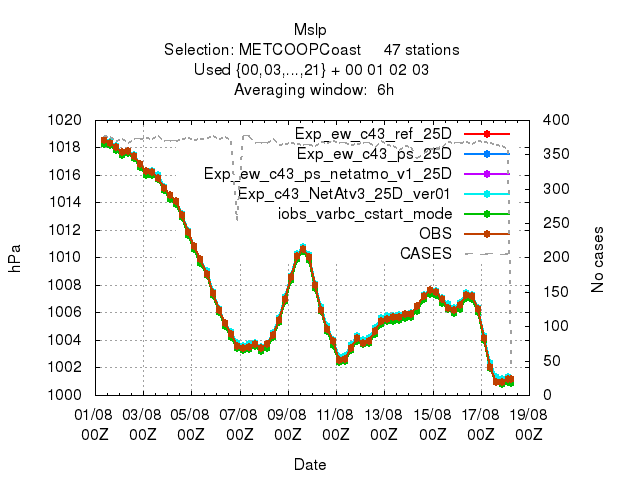 Mslp
Selection: METCOOPCoast 47 stations
Used {00,03,...,21} + 00 01 02 03
Averaging window: 6h
1020 400
1018 350
1016 300
1014 250
1012 200
1010 150
1008 100
1006 50
1004 0
1002
1000
hPa
No cases
Exp_ew_c43_ref_25D
Exp_ew_c43_ps_25D
Exp_ew_c43_ps_netatmo_v1_25D
Exp_c43_NetAtv3_25D_ver01
iobs_varbc_cstart_mode
OBS
CASES
01/08 03/08 05/08 07/08 09/08 11/08 13/08 15/08 17/08 19/08
00Z 00Z 00Z 00Z 00Z 00Z 00Z 00Z 00Z 00Z
Date